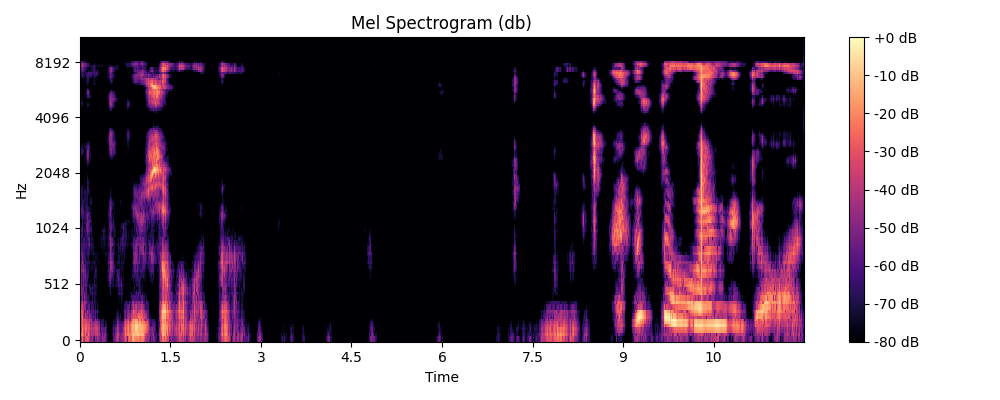 Mel Spectrogram (db)
8192
4096
2048
1024
512
0
Hz
0 1.5 3 4.5 6 7.5 9 10
Time
+0 dB
-10 dB
-20 dB
-30 dB
-40 dB
-50 dB
-60 dB
-70 dB
-80 dB